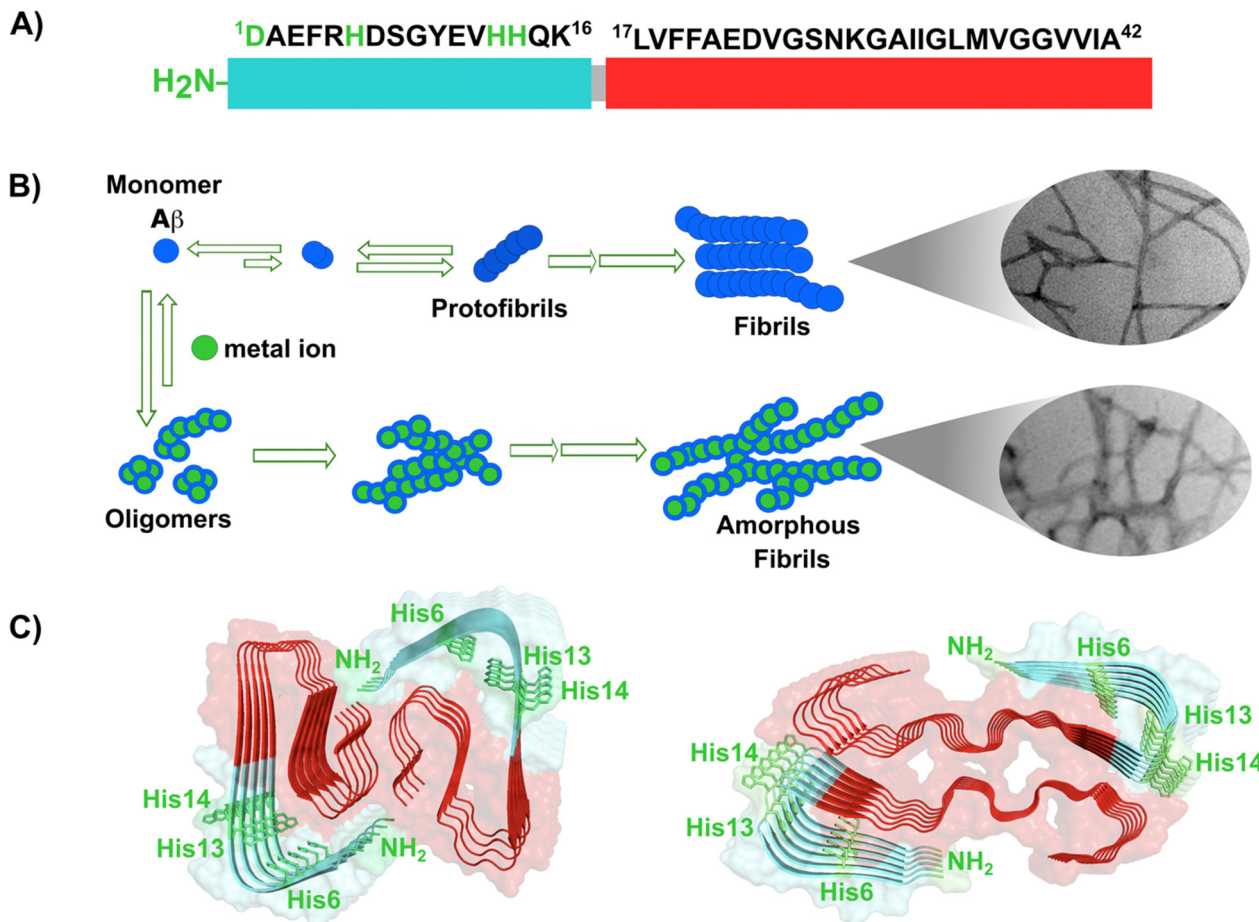 A)
¹DAEFRHDSGYEVHHQK¹⁶ ¹⁷LVFFAEDVGSNKGAIIGLMVGGVVIA⁴²
H₂N-
B)
Monomer
Aβ
Protofibrils
Fibrils
metal ion
Oligomers
Amorphous
Fibrils
C)
His6
NH₂
His13
His14
His14
His13
NH₂
His6
NH₂
His6
His13
His14
His14
His13
NH₂
His6